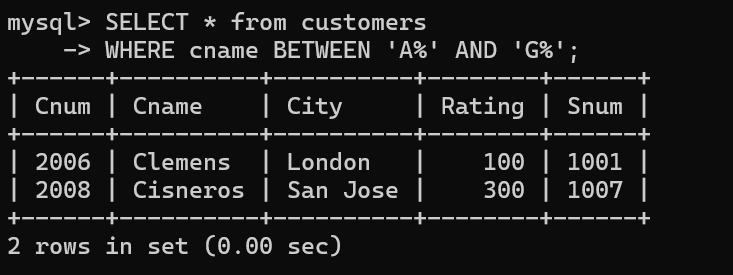 mysql> SELECT * from customers
    -> WHERE cname BETWEEN 'A%' AND 'G%';
+------+----------+----------+--------+------+
| Cnum | Cname    | City     | Rating | Snum |
+------+----------+----------+--------+------+
| 2006 | Clemens  | London   |    100 | 1001 |
| 2008 | Cisneros | San Jose |    300 | 1007 |
+------+----------+----------+--------+------+
2 rows in set (0.00 sec)